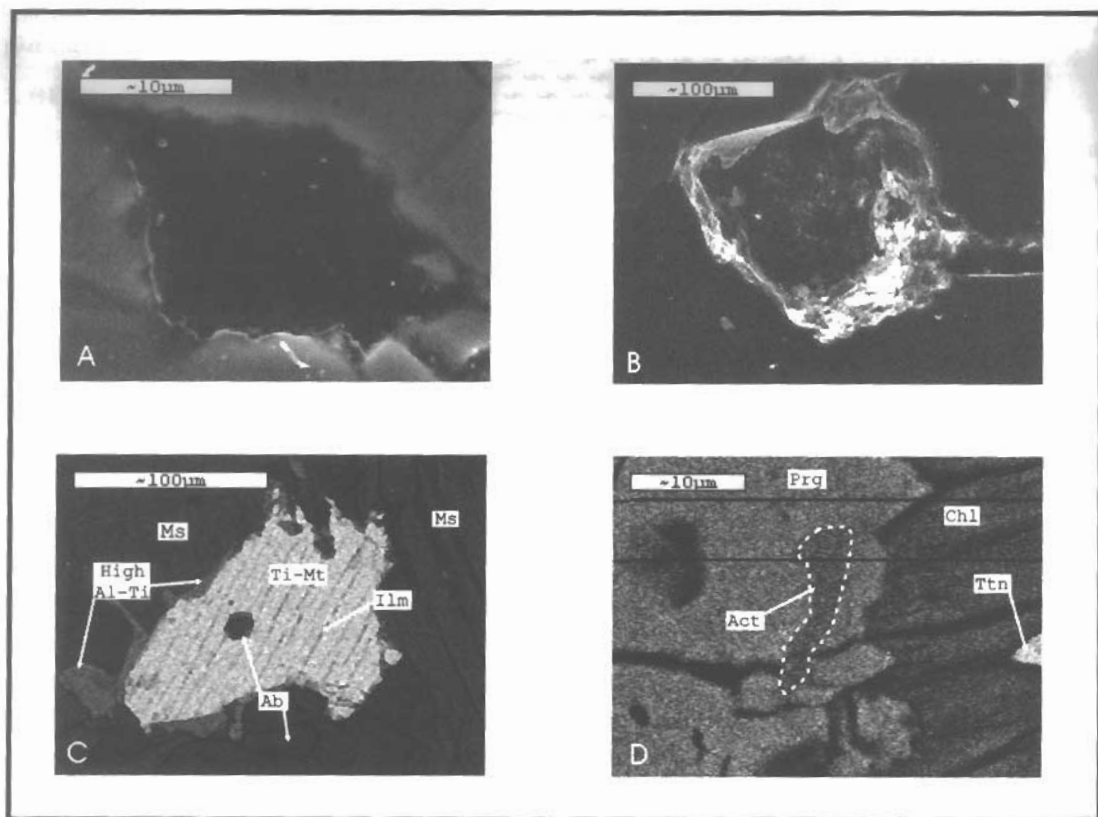 ~10µm
A
~100µm
B
~100µm
Ms
Ms
High
Al-Ti
Ti-Mt
Ilm
Ab
C
~10µm
Prg
Chl
Ttn
Act
D